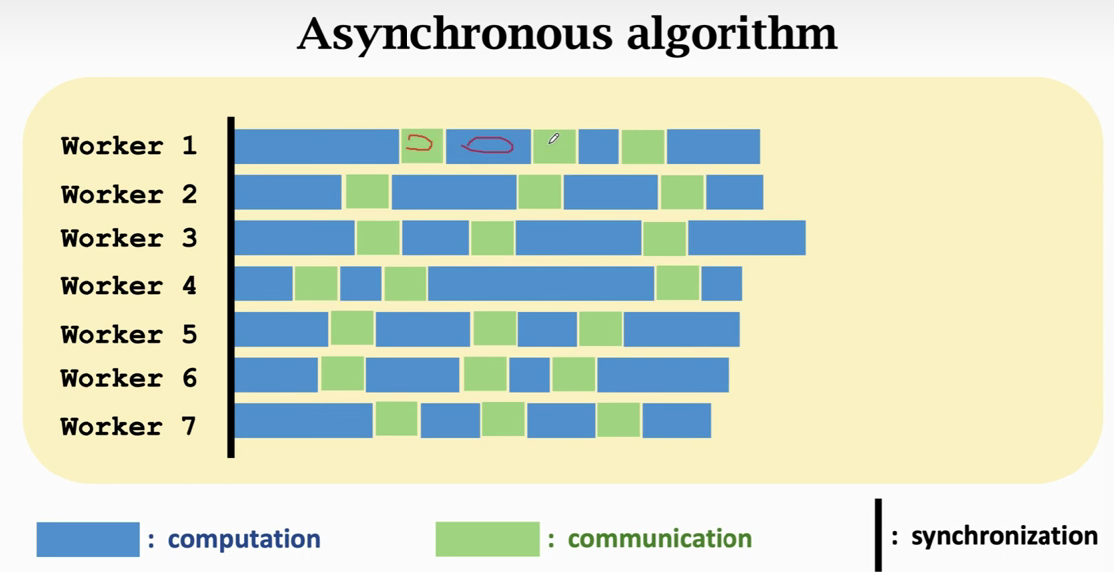 Asynchronous algorithm
Worker 1
Worker 2
Worker 3
Worker 4
Worker 5
Worker 6
Worker 7
: computation : communication : synchronization